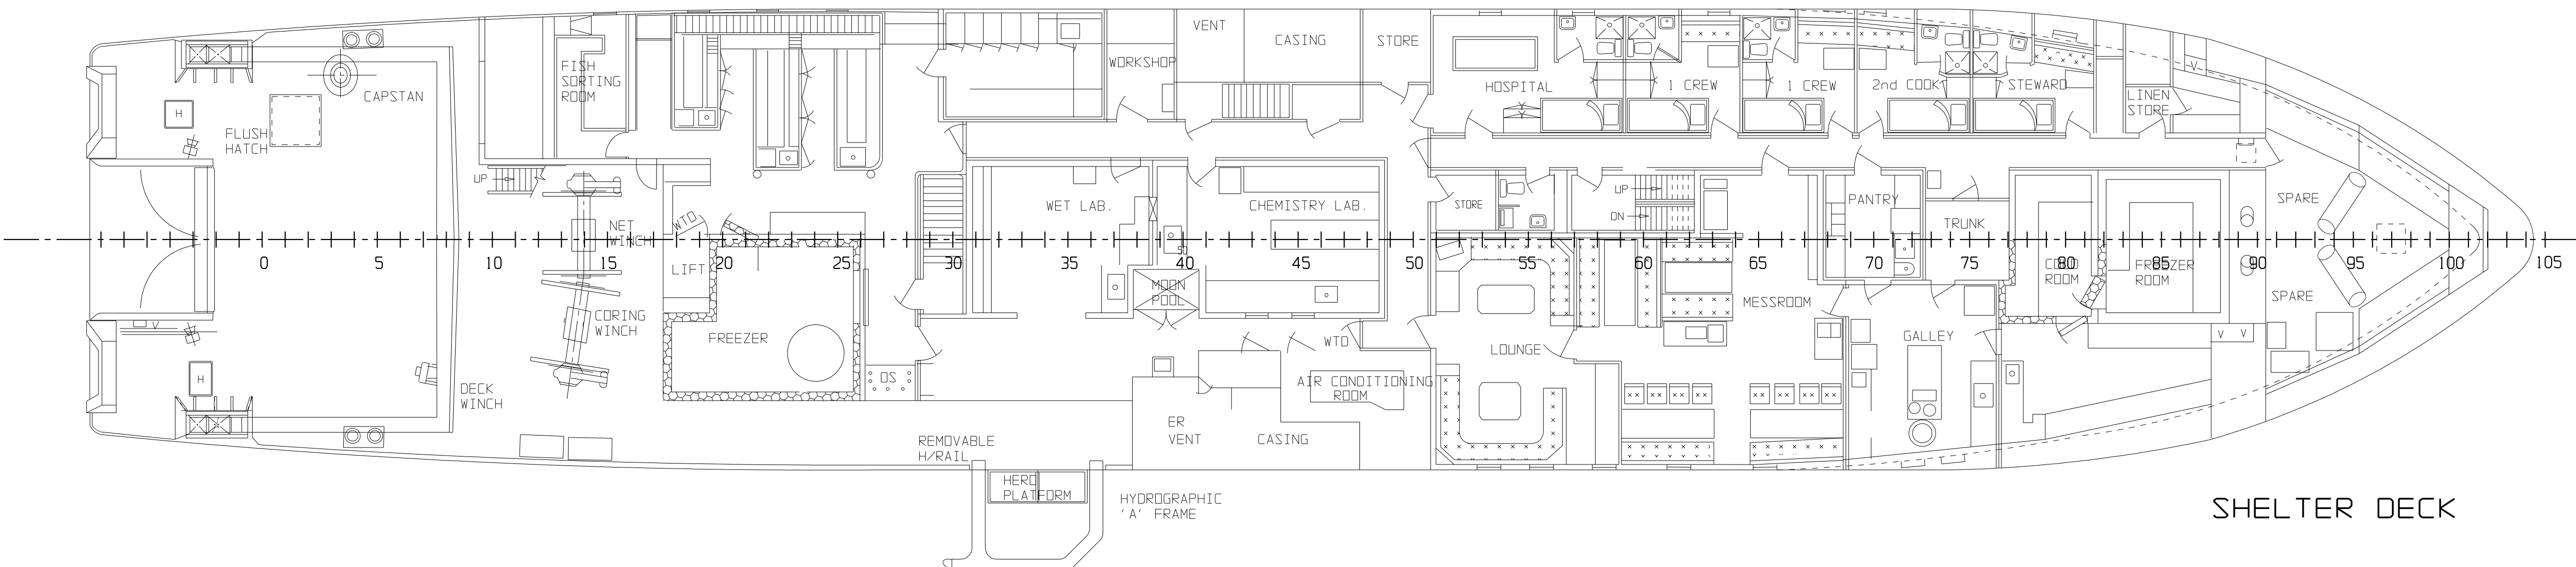 VENT
CASING
STORE
WORKSHOP
FISH
SORTING
ROOM
CAPSTAN
H
FLUSH
HATCH
HOSPITAL
1 CREW
1 CREW
2nd COOK
STEWARD
LINEN
STORE
V
UP
WTD
NET
WINCH
WET LAB.
CHEMISTRY LAB.
STORE
UP
DN
PANTRY
TRUNK
SPARE
0
5
10
15
20
25
30
35
40
45
50
55
60
65
70
75
80
85
90
95
100
105
LIFT
COLD
ROOM
FREEZER
ROOM
MOON
POOL
MESSROOM
SPARE
CORING
WINCH
V
FREEZER
WTD
LOUNGE
GALLEY
V V
H
DS
AIR CONDITIONING
ROOM
DECK
WINCH
ER
VENT
CASING
REMOVABLE
H/RAIL
HERO
PLATFORM
HYDROGRAPHIC
'A' FRAME
SHELTER DECK